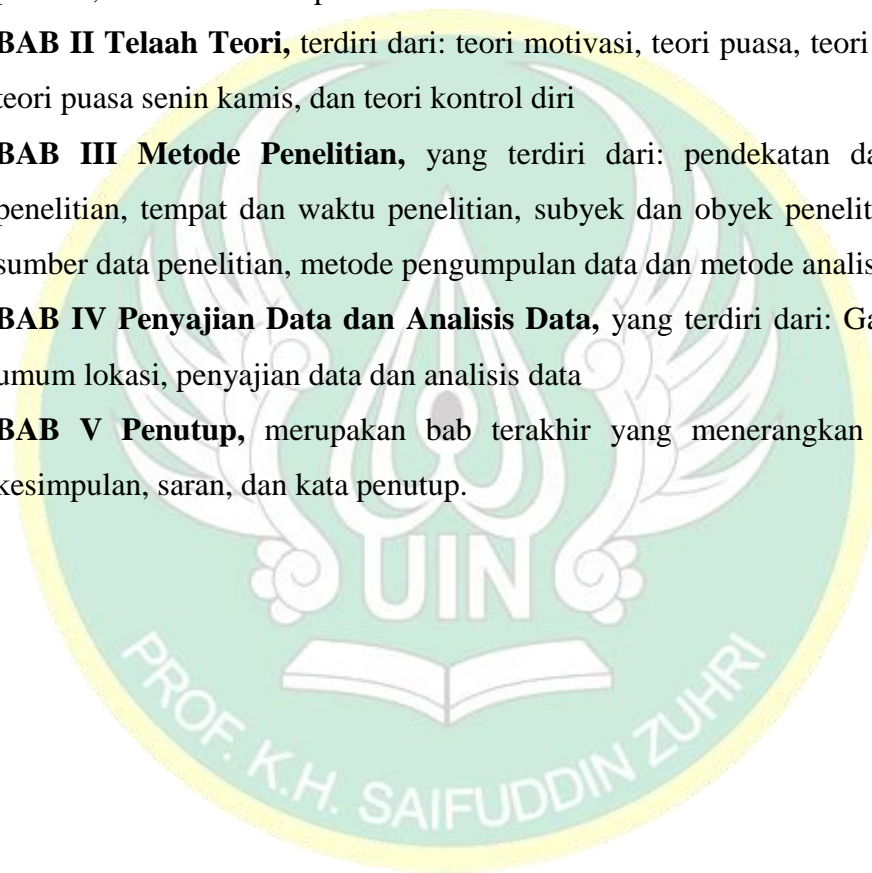 BAB II Telaah Teori, terdiri dari: teori motivasi, teori puasa, teori
teori puasa senin kamis, dan teori kontrol diri
BAB III Metode Penelitian, yang terdiri dari: pendekatan
penelitian, tempat dan waktu penelitian, subyek dan obyek
sumber data penelitian, metode pengumpulan data dan metode
BAB IV Penyajian Data dan Analisis Data, yang terdiri dari:
umum lokasi, penyajian data dan analisis data
BAB V Penutup, merupakan bab terakhir yang menerangkan
kesimpulan, saran, dan kata penutup.
UIN
PROF. K.H. SAIFUDDIN ZUHRI